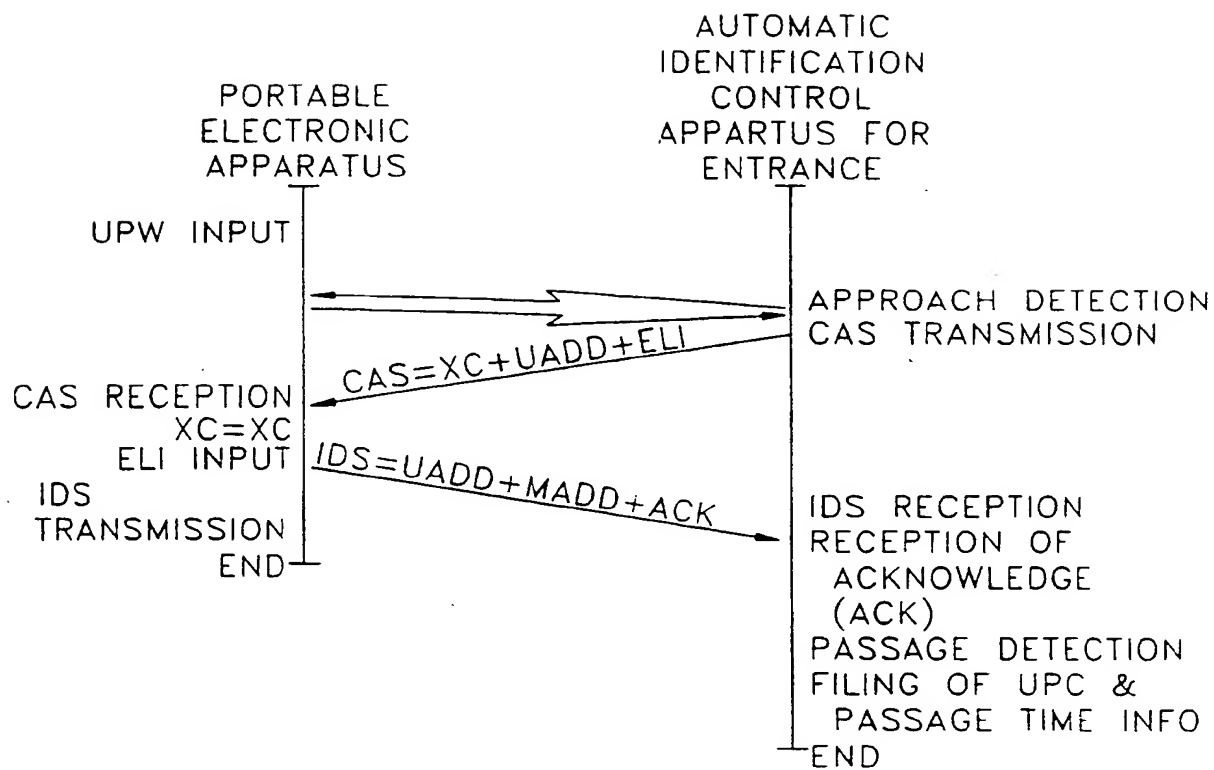 PORTABLE
ELECTRONIC
APPARATUS
AUTOMATIC
IDENTIFICATION
CONTROL
APPARTUS FOR
ENTRANCE
UPW INPUT
APPROACH DETECTION
CAS TRANSMISSION
CAS=XC+UADD+ELI
CAS RECEPTION
XC=XC
ELI INPUT
IDS=UADD+MADD+ACK
IDS
TRANSMISSION
END
IDS RECEPTION
RECEPTION OF
ACKNOWLEDGE
(ACK)
PASSAGE DETECTION
FILING OF UPC &
PASSAGE TIME INFO
END